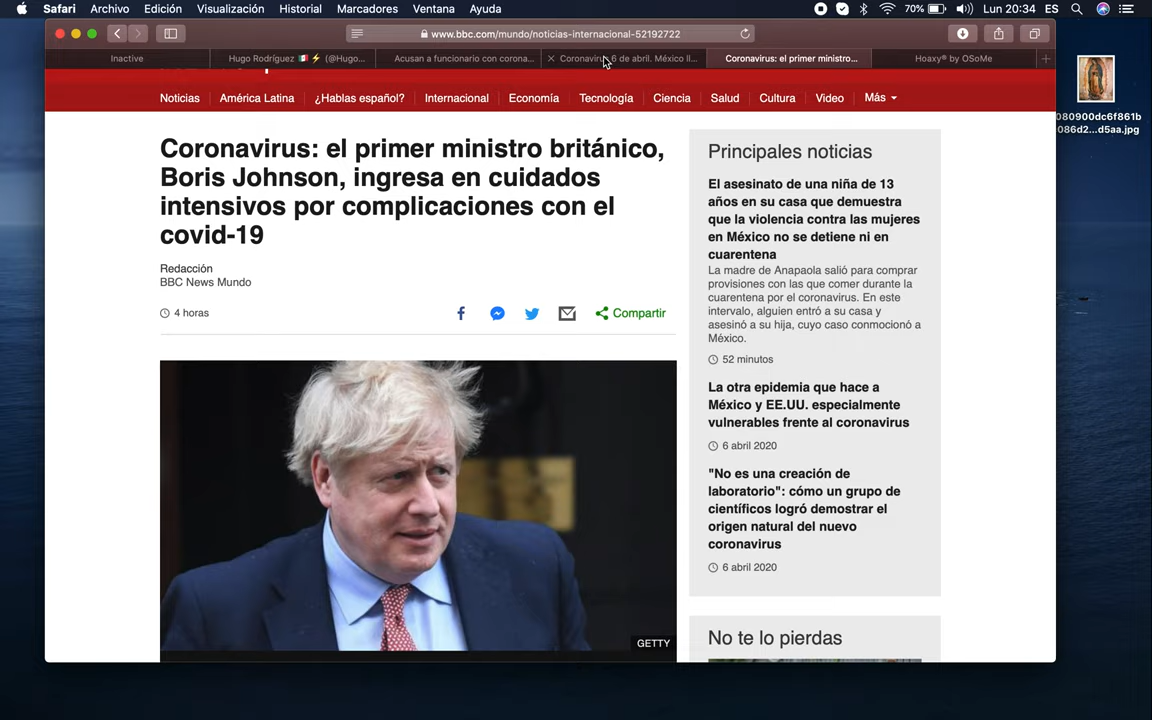 Safari Archivo Edición Visualización Historial Marcadores Ventana Ayuda 70% Lun 20:34 ES
www.bbc.com/mundo/noticias-internacional-52192722
Inactive
Hugo Rodríguez 🇲🇽 ⚡ (@Hugo...
Acusan a funcionario con corona...
6 de abril. México ll...
Coronavirus: el primer ministro...
Hoaxy® by OSoMe
Noticias América Latina ¿Hablas español? Internacional Economía Tecnología Ciencia Salud Cultura Video Más
Coronavirus: el primer ministro británico,
Boris Johnson, ingresa en cuidados
intensivos por complicaciones con el
covid-19
Redacción
BBC News Mundo
4 horas
Compartir
GETTY
Principales noticias
El asesinato de una niña de 13
años en su casa que demuestra
que la violencia contra las mujeres
en México no se detiene ni en
cuarentena
La madre de Anapaola salió para comprar
provisiones con las que comer durante la
cuarentena por el coronavirus. En este
intervalo, alguien entró a su casa y
asesinó a su hija, cuyo caso conmocionó a
México.
52 minutos
La otra epidemia que hace a
México y EE.UU. especialmente
vulnerables frente al coronavirus
6 abril 2020
"No es una creación de
laboratorio": cómo un grupo de
científicos logró demostrar el
origen natural del nuevo
coronavirus
6 abril 2020
No te lo pierdas
080900dc6f861b
086d2...d5aa.jpg